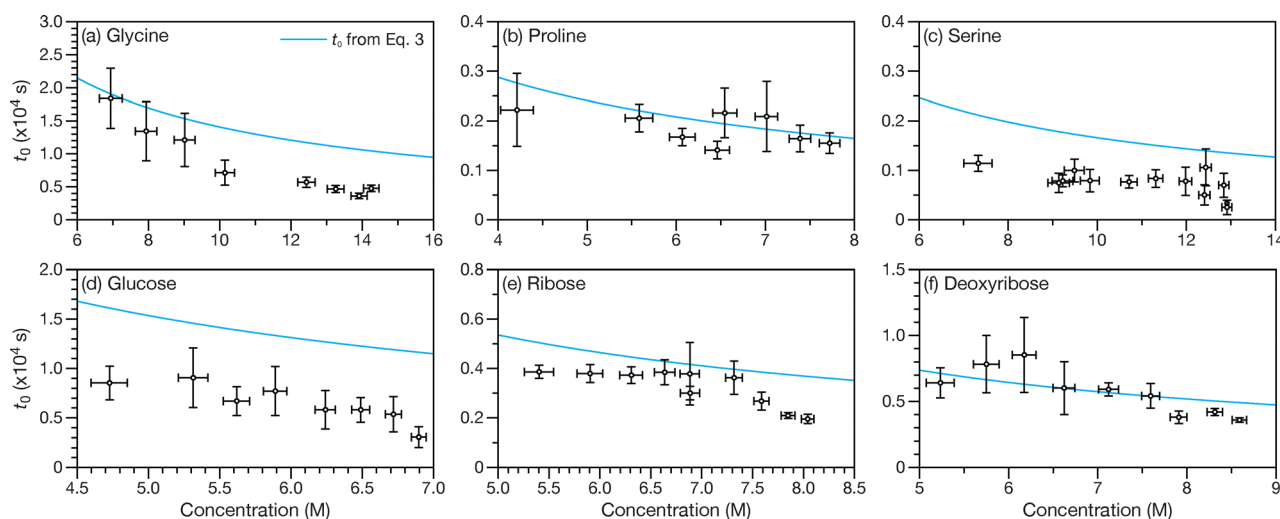 (a) Glycine
t₀ from Eq. 3
t₀ (x10⁴ s)
3.0
2.5
2.0
1.5
1.0
0.5
0
6 8 10 12 14 16
(b) Proline
0.4
0.3
0.2
0.1
0
4 5 6 7 8
(c) Serine
0.4
0.3
0.2
0.1
0
6 8 10 12 14
(d) Glucose
t₀ (x10⁴ s)
2.0
1.5
1.0
0.5
0
4.5 5.0 5.5 6.0 6.5 7.0
Concentration (M)
(e) Ribose
0.8
0.6
0.4
0.2
0
5.0 5.5 6.0 6.5 7.0 7.5 8.0 8.5
Concentration (M)
(f) Deoxyribose
1.5
1.0
0.5
0
5 6 7 8 9
Concentration (M)